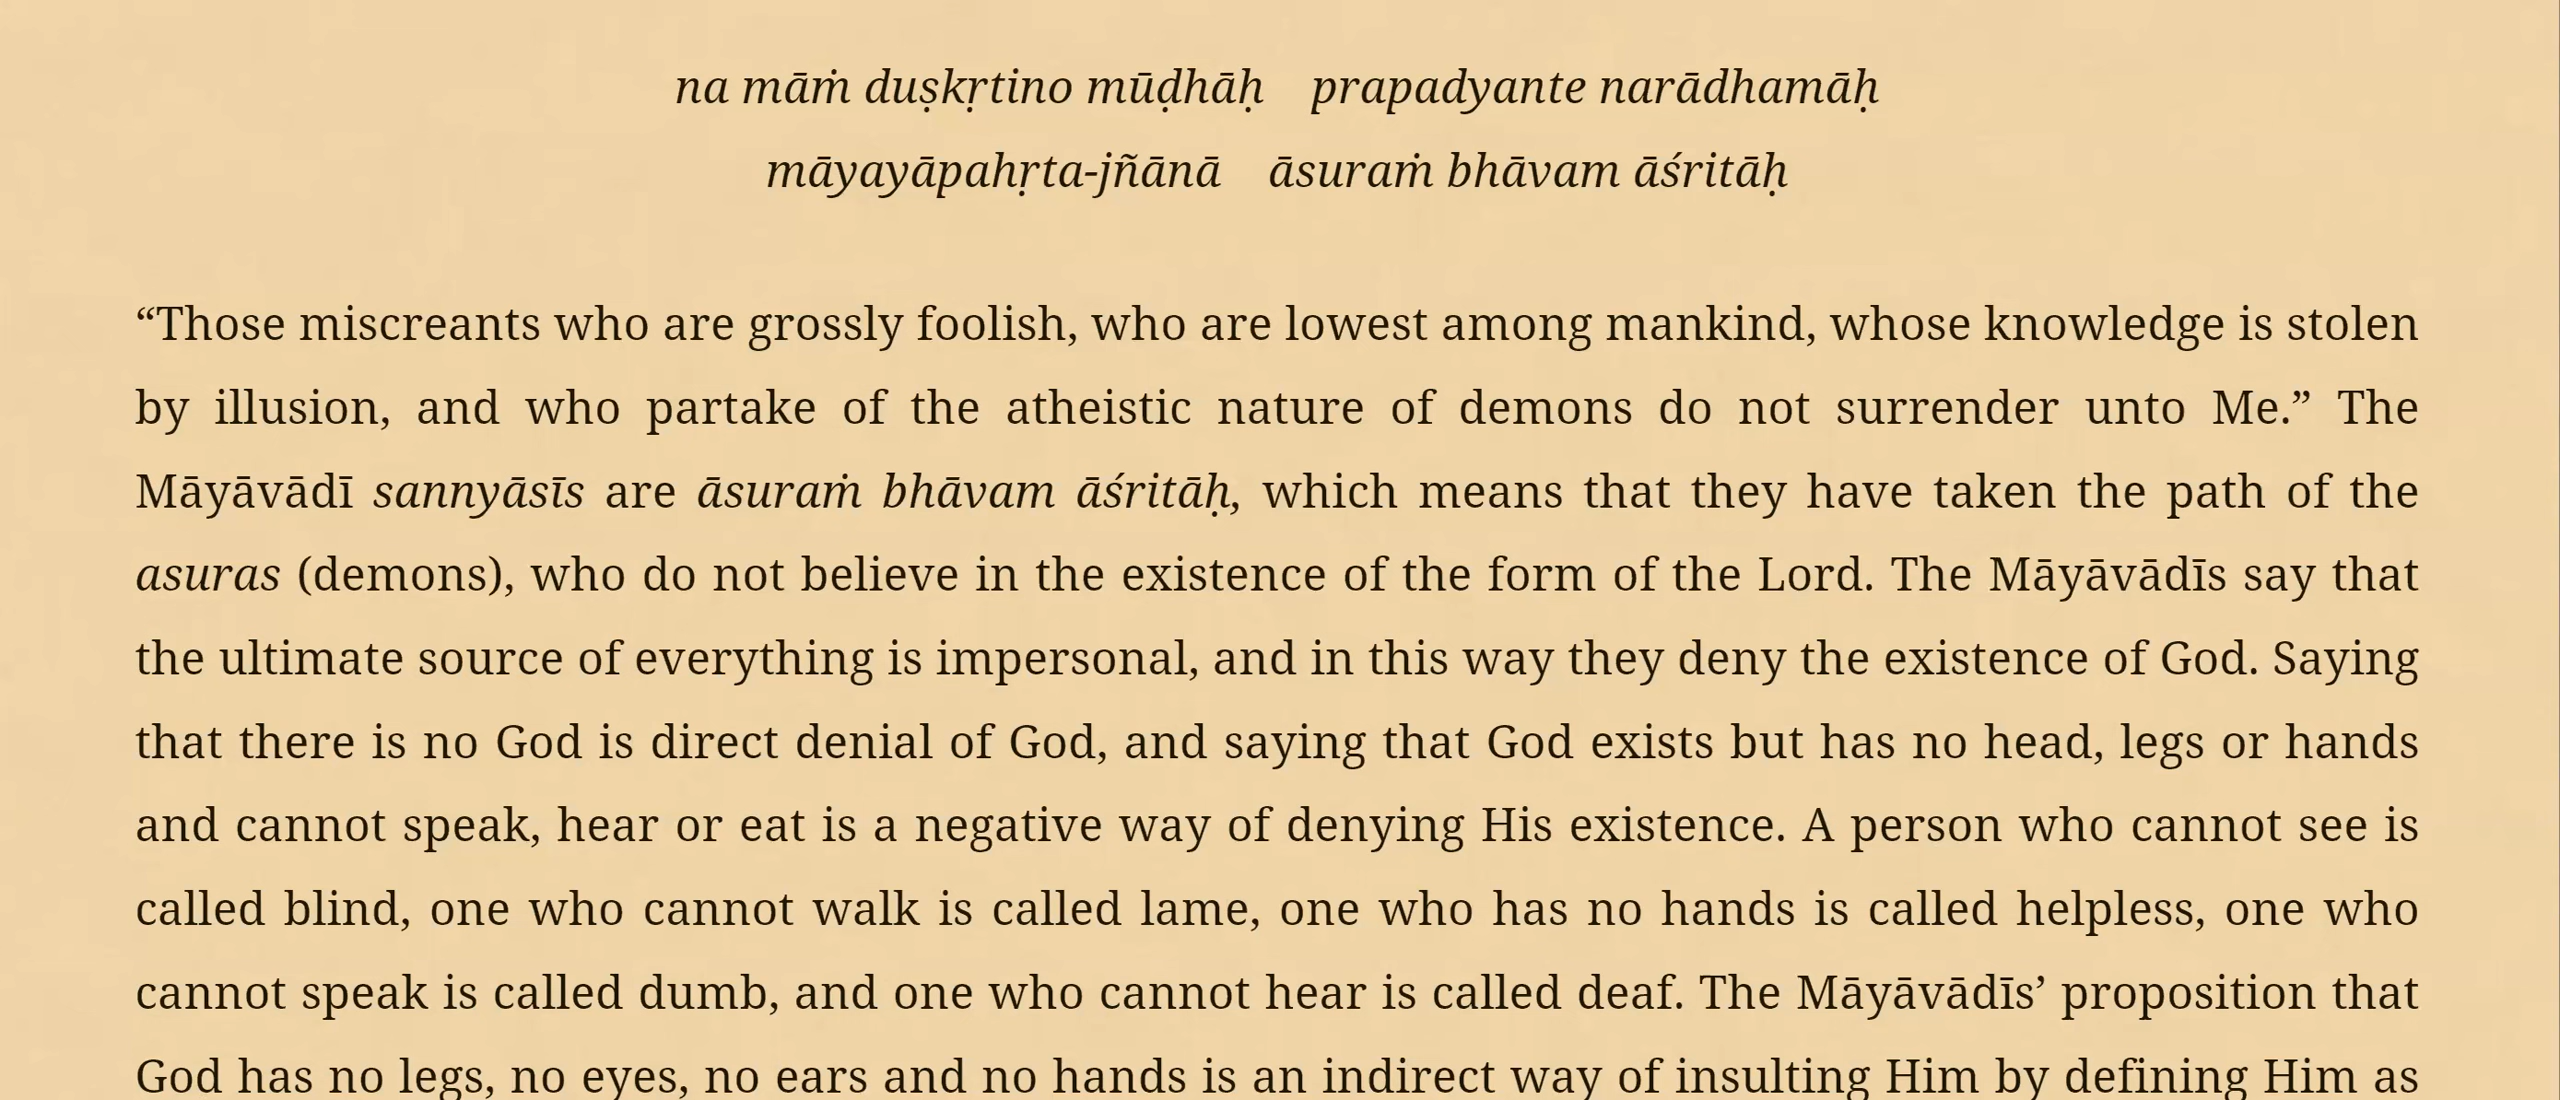 na māṁ duṣkṛtino mūḍhāḥ prapadyante narādhamāḥ
māyayāpahṛta-jñānā āsuraṁ bhāvam āśritāḥ
“Those miscreants who are grossly foolish, who are lowest among mankind, whose knowledge is stolen
by illusion, and who partake of the atheistic nature of demons do not surrender unto Me.” The
Māyāvādī sannyāsīs are āsuraṁ bhāvam āśritāḥ, which means that they have taken the path of the
asuras (demons), who do not believe in the existence of the form of the Lord. The Māyāvādīs say that
the ultimate source of everything is impersonal, and in this way they deny the existence of God. Saying
that there is no God is direct denial of God, and saying that God exists but has no head, legs or hands
and cannot speak, hear or eat is a negative way of denying His existence. A person who cannot see is
called blind, one who cannot walk is called lame, one who has no hands is called helpless, one who
cannot speak is called dumb, and one who cannot hear is called deaf. The Māyāvādīs’ proposition that
God has no legs, no eyes, no ears and no hands is an indirect way of insulting Him by defining Him as